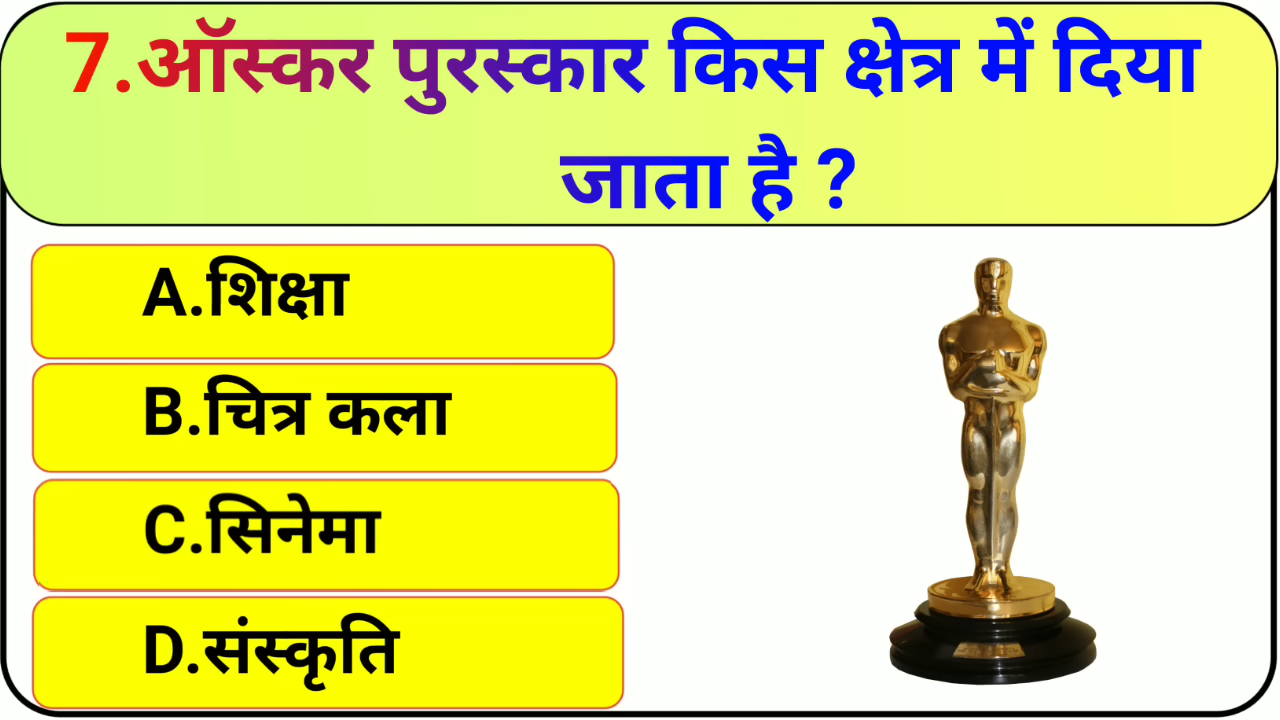 7.ऑस्कर पुरस्कार किस क्षेत्र में दिया
जाता है ?
A.शिक्षा
B.चित्र कला
C.सिनेमा
D.संस्कृति